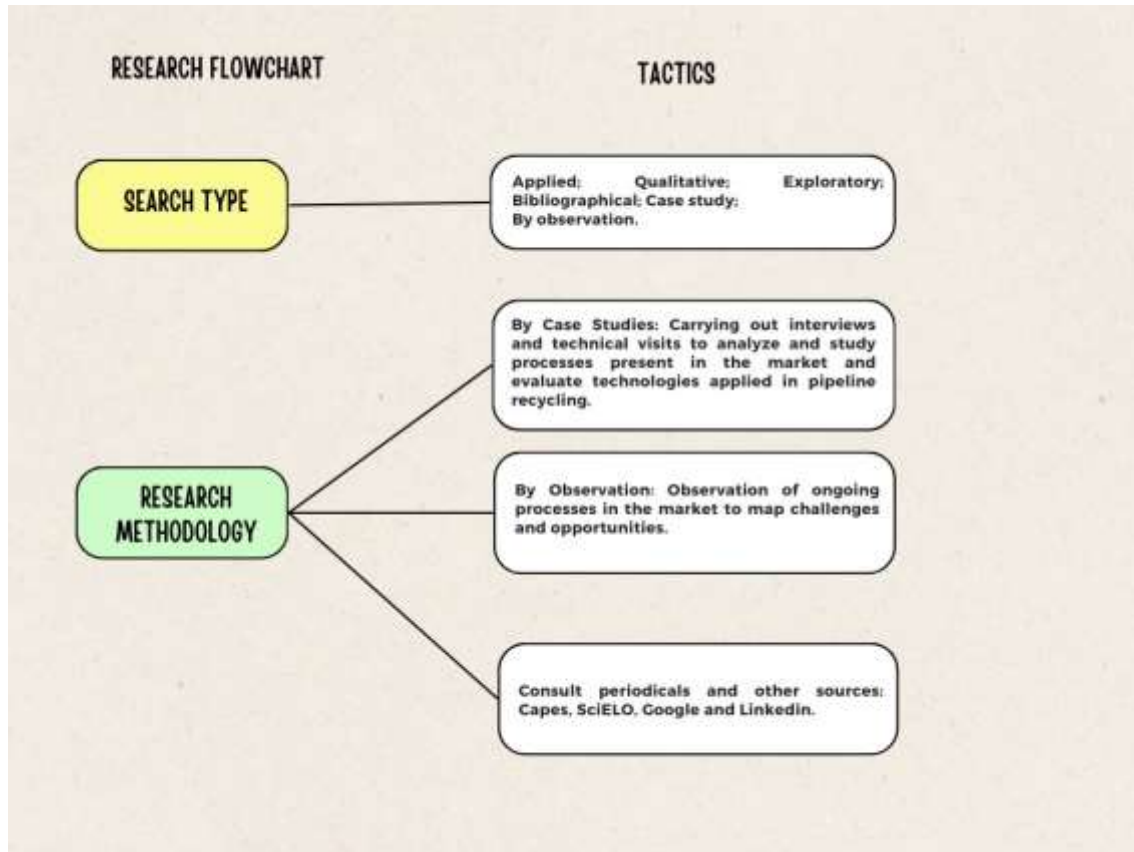 RESEARCH FLOWCHART
TACTICS
SEARCH TYPE
Applied; Qualitative; Exploratory;
Bibliographical; Case study;
By observation.
By Case Studies: Carrying out interviews
and technical visits to analyze and study
processes present in the market and
evaluate technologies applied in pipeline
recycling.
RESEARCH
METHODOLOGY
By Observation: Observation of ongoing
processes in the market to map challenges
and opportunities.
Consult periodicals and other sources:
Capes, SciELO, Google and Linkedin.